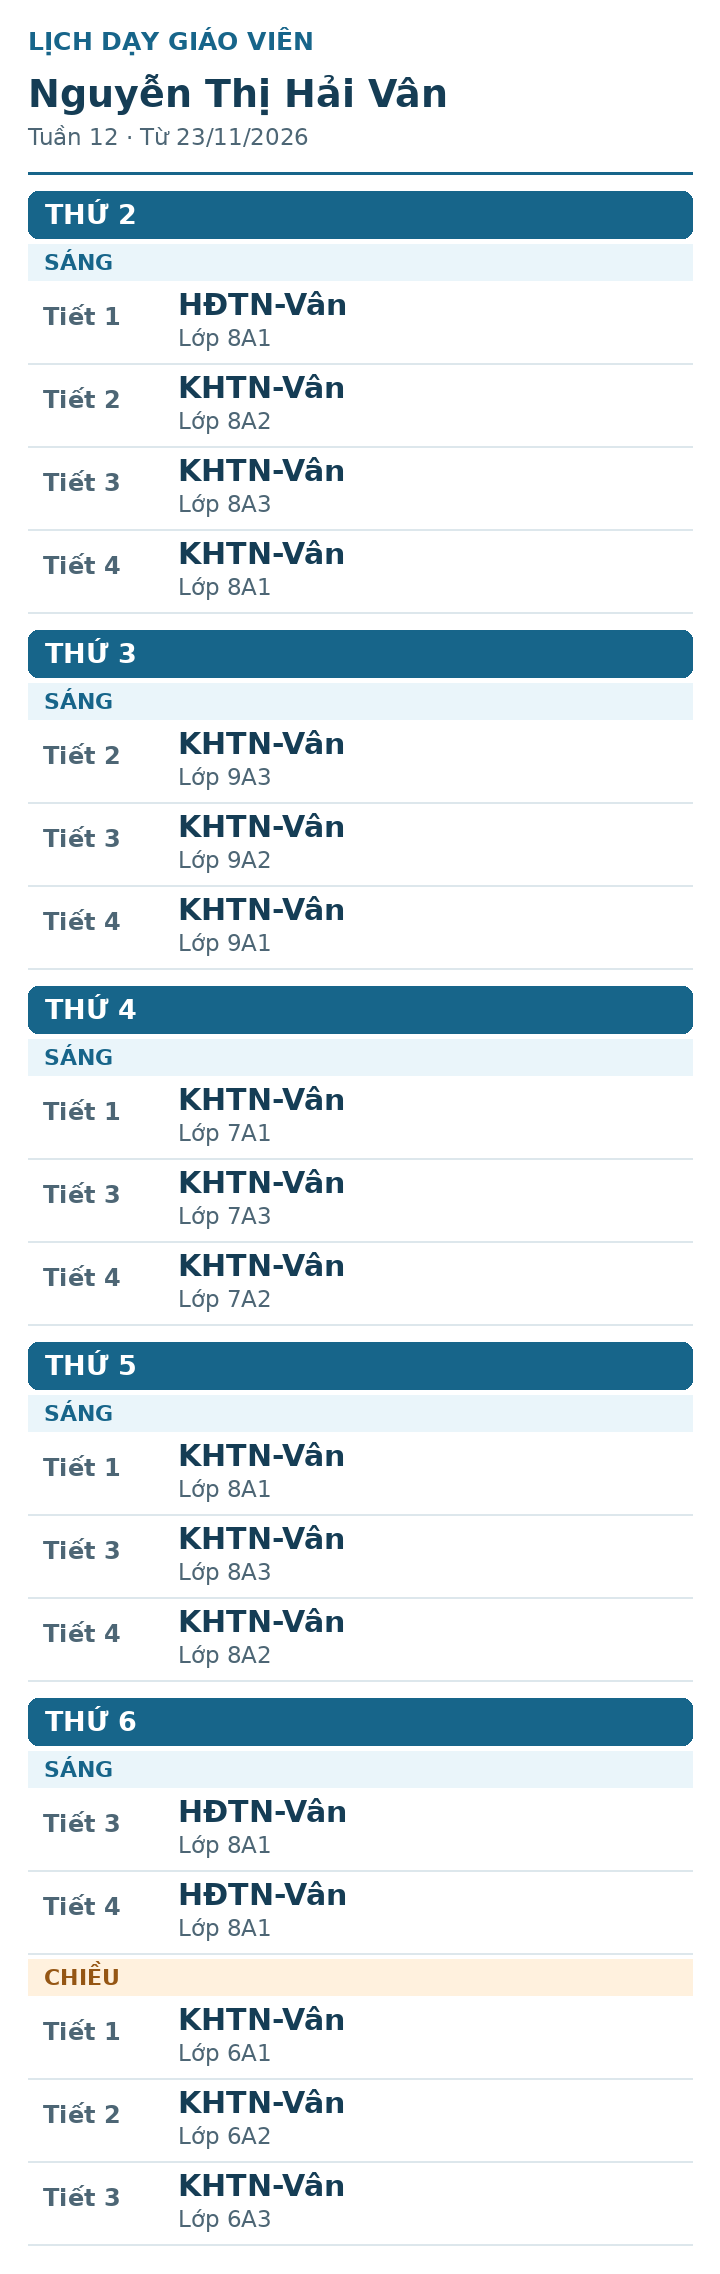 LỊCH DẠY GIÁO VIÊN
Nguyễn Thị Hải Vân
Tuần 12 · Từ 23/11/2026
THỨ 2
SÁNG
Tiết 1
HĐTN-Vân
Lớp 8A1
Tiết 2
KHTN-Vân
Lớp 8A2
Tiết 3
KHTN-Vân
Lớp 8A3
Tiết 4
KHTN-Vân
Lớp 8A1
THỨ 3
SÁNG
Tiết 2
KHTN-Vân
Lớp 9A3
Tiết 3
KHTN-Vân
Lớp 9A2
Tiết 4
KHTN-Vân
Lớp 9A1
THỨ 4
SÁNG
Tiết 1
KHTN-Vân
Lớp 7A1
Tiết 3
KHTN-Vân
Lớp 7A3
Tiết 4
KHTN-Vân
Lớp 7A2
THỨ 5
SÁNG
Tiết 1
KHTN-Vân
Lớp 8A1
Tiết 3
KHTN-Vân
Lớp 8A3
Tiết 4
KHTN-Vân
Lớp 8A2
THỨ 6
SÁNG
Tiết 3
HĐTN-Vân
Lớp 8A1
Tiết 4
HĐTN-Vân
Lớp 8A1
CHIỀU
Tiết 1
KHTN-Vân
Lớp 6A1
Tiết 2
KHTN-Vân
Lớp 6A2
Tiết 3
KHTN-Vân
Lớp 6A3